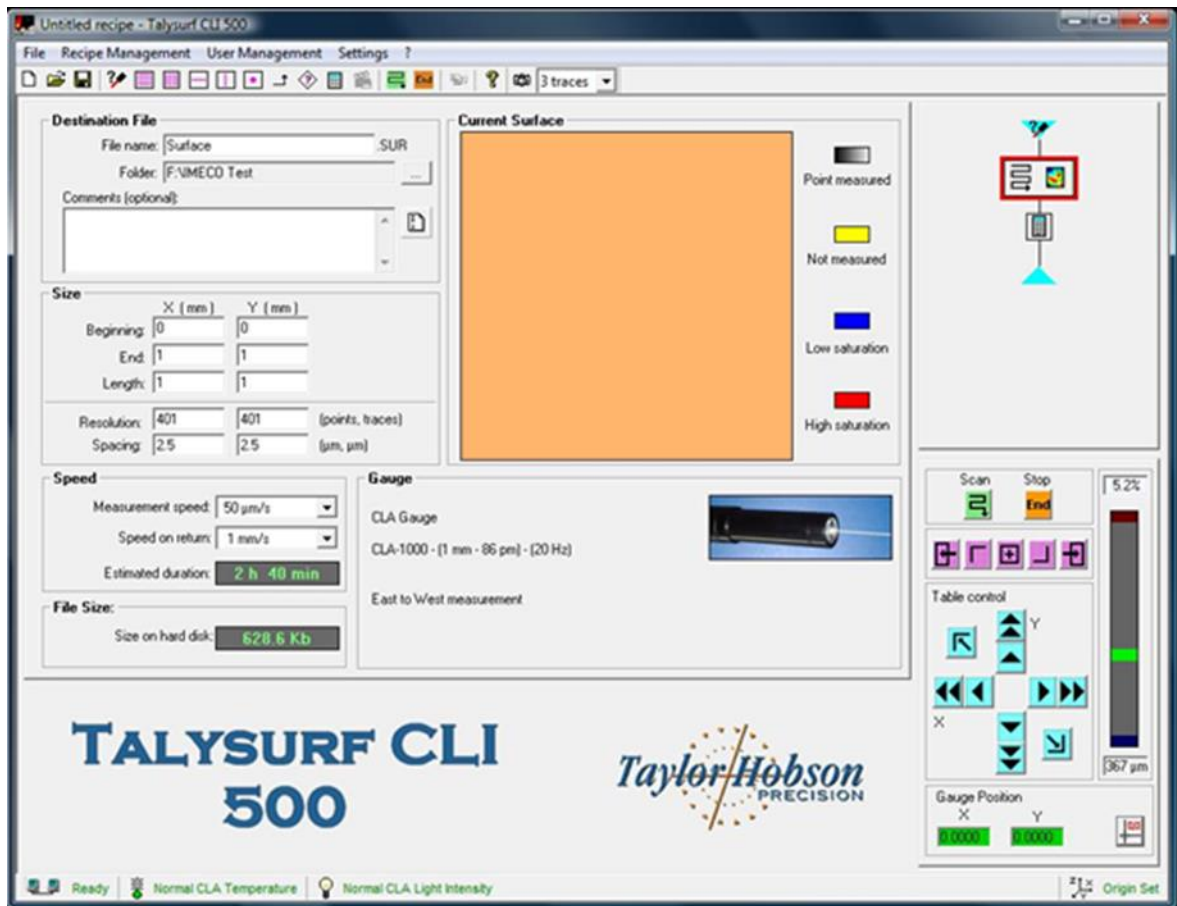 Untitled recipe - Talysurf CLI 500
File Recipe Management User Management Settings ?
End 3 traces
Destination File
File name: Surface .SUR
Folder: F:\IMECO Test ...
Comments (optional):
Size
X ( mm ) Y ( mm )
Beginning: 0 0
End: 1 1
Length: 1 1
Resolution: 401 401 (points, traces)
Spacing: 2.5 2.5 (µm, µm)
Speed
Measurement speed: 50 µm/s
Speed on return: 1 mm/s
Estimated duration: 2 h 40 min
File Size:
Size on hard disk: 628.6 Kb
Current Surface
Point measured
Not measured
Low saturation
High saturation
Gauge
CLA Gauge
CLA-1000 - (1 mm - 86 pm) - (20 Hz)
East to West measurement
Scan Stop
End
5.2%
Table control
Y
X
367 µm
Gauge Position
X Y
0.0000 0.0000
TALYSURF CLI
500
Taylor Hobson
PRECISION
Ready Normal CLA Temperature Normal CLA Light Intensity Origin Set